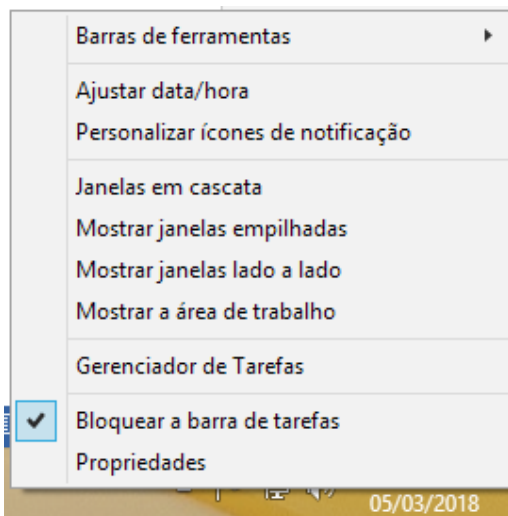 Barras de ferramentas
Ajustar data/hora
Personalizar ícones de notificação
Janelas em cascata
Mostrar janelas empilhadas
Mostrar janelas lado a lado
Mostrar a área de trabalho
Gerenciador de Tarefas
Bloquear a barra de tarefas
Propriedades
05/03/2018